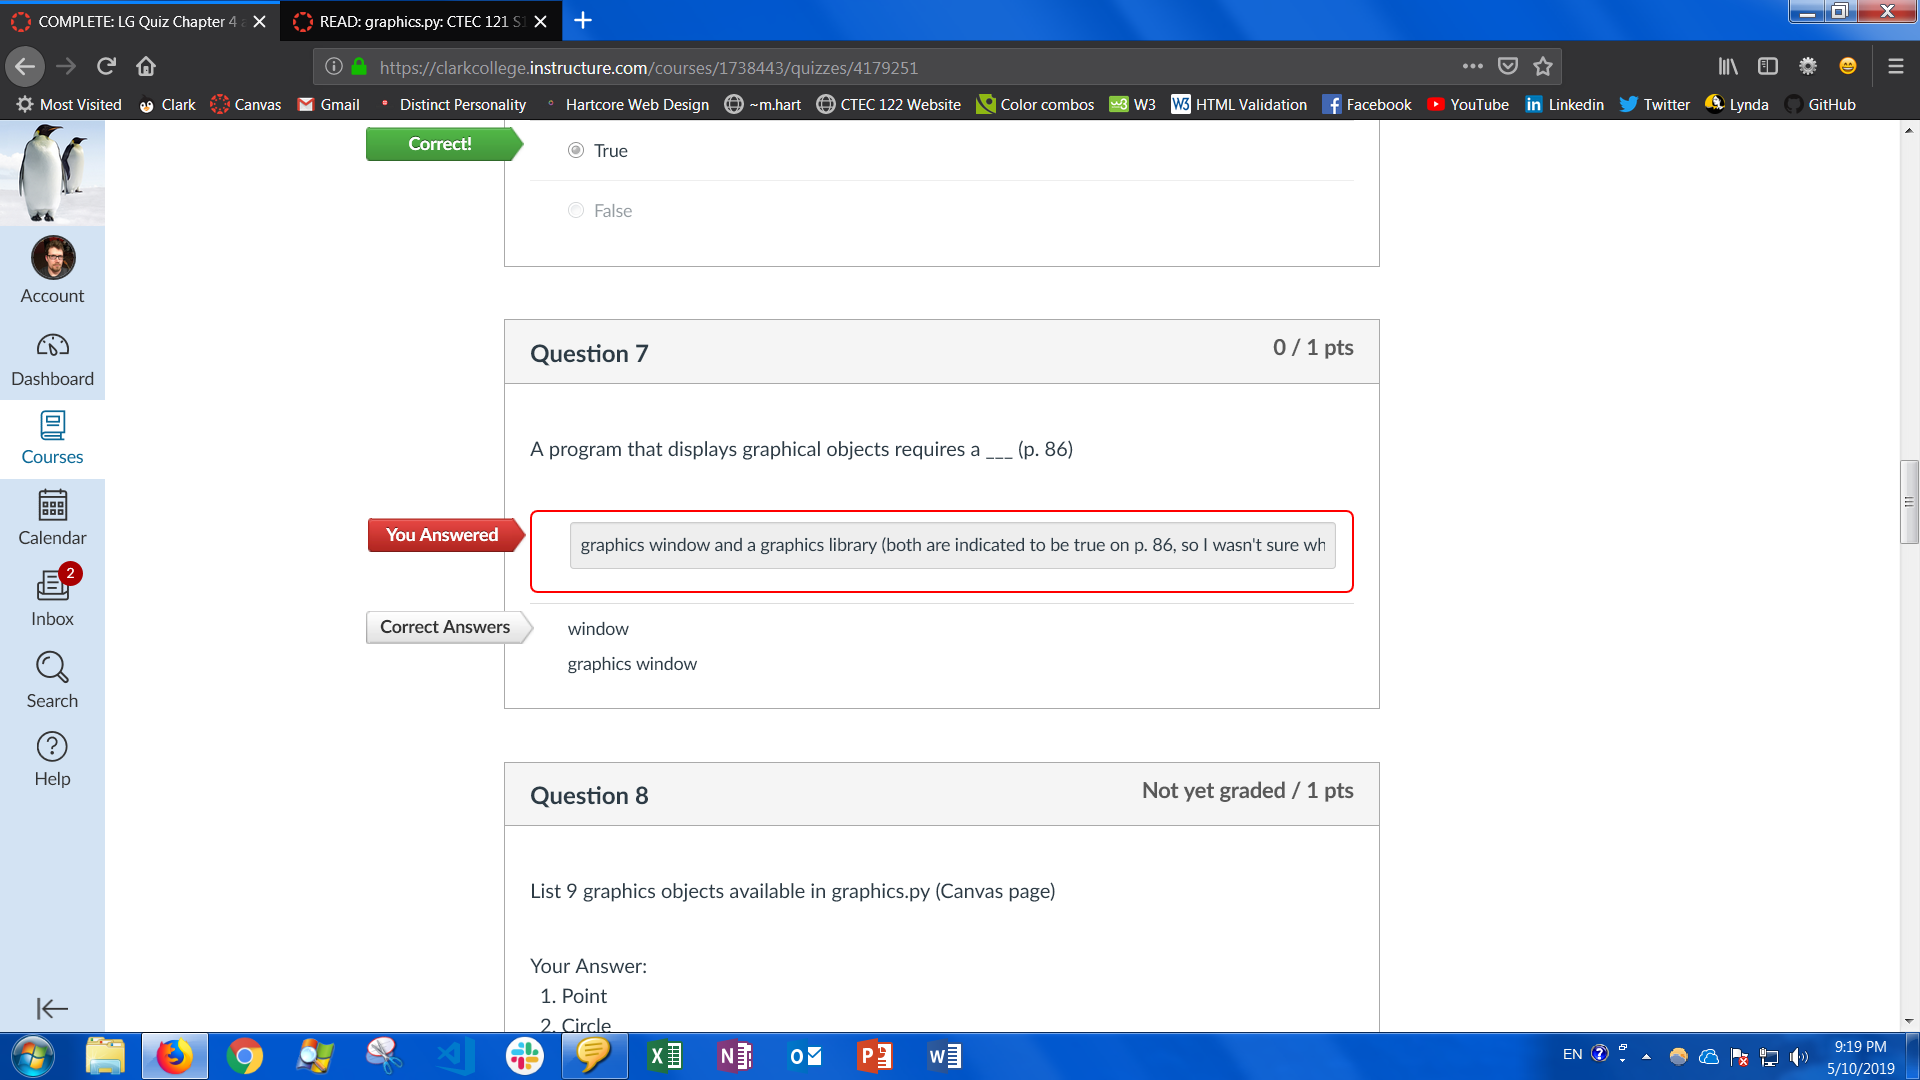 COMPLETE: LG Quiz Chapter 4 a
READ: graphics.py: CTEC 121 S1
https://clarkcollege.instructure.com/courses/1738443/quizzes/4179251
Most Visited Clark Canvas Gmail Distinct Personality Hartcore Web Design ~m.hart CTEC 122 Website Color combos W3 HTML Validation Facebook YouTube Linkedin Twitter Lynda GitHub
Account
Dashboard
Courses
Calendar
2
Inbox
Search
Help
Correct!
True
False
Question 7
0 / 1 pts
A program that displays graphical objects requires a ___ (p. 86)
You Answered
graphics window and a graphics library (both are indicated to be true on p. 86, so I wasn't sure wh
Correct Answers
window
graphics window
Question 8
Not yet graded / 1 pts
List 9 graphics objects available in graphics.py (Canvas page)
Your Answer:
1. Point
2. Circle
EN
9:19 PM
5/10/2019